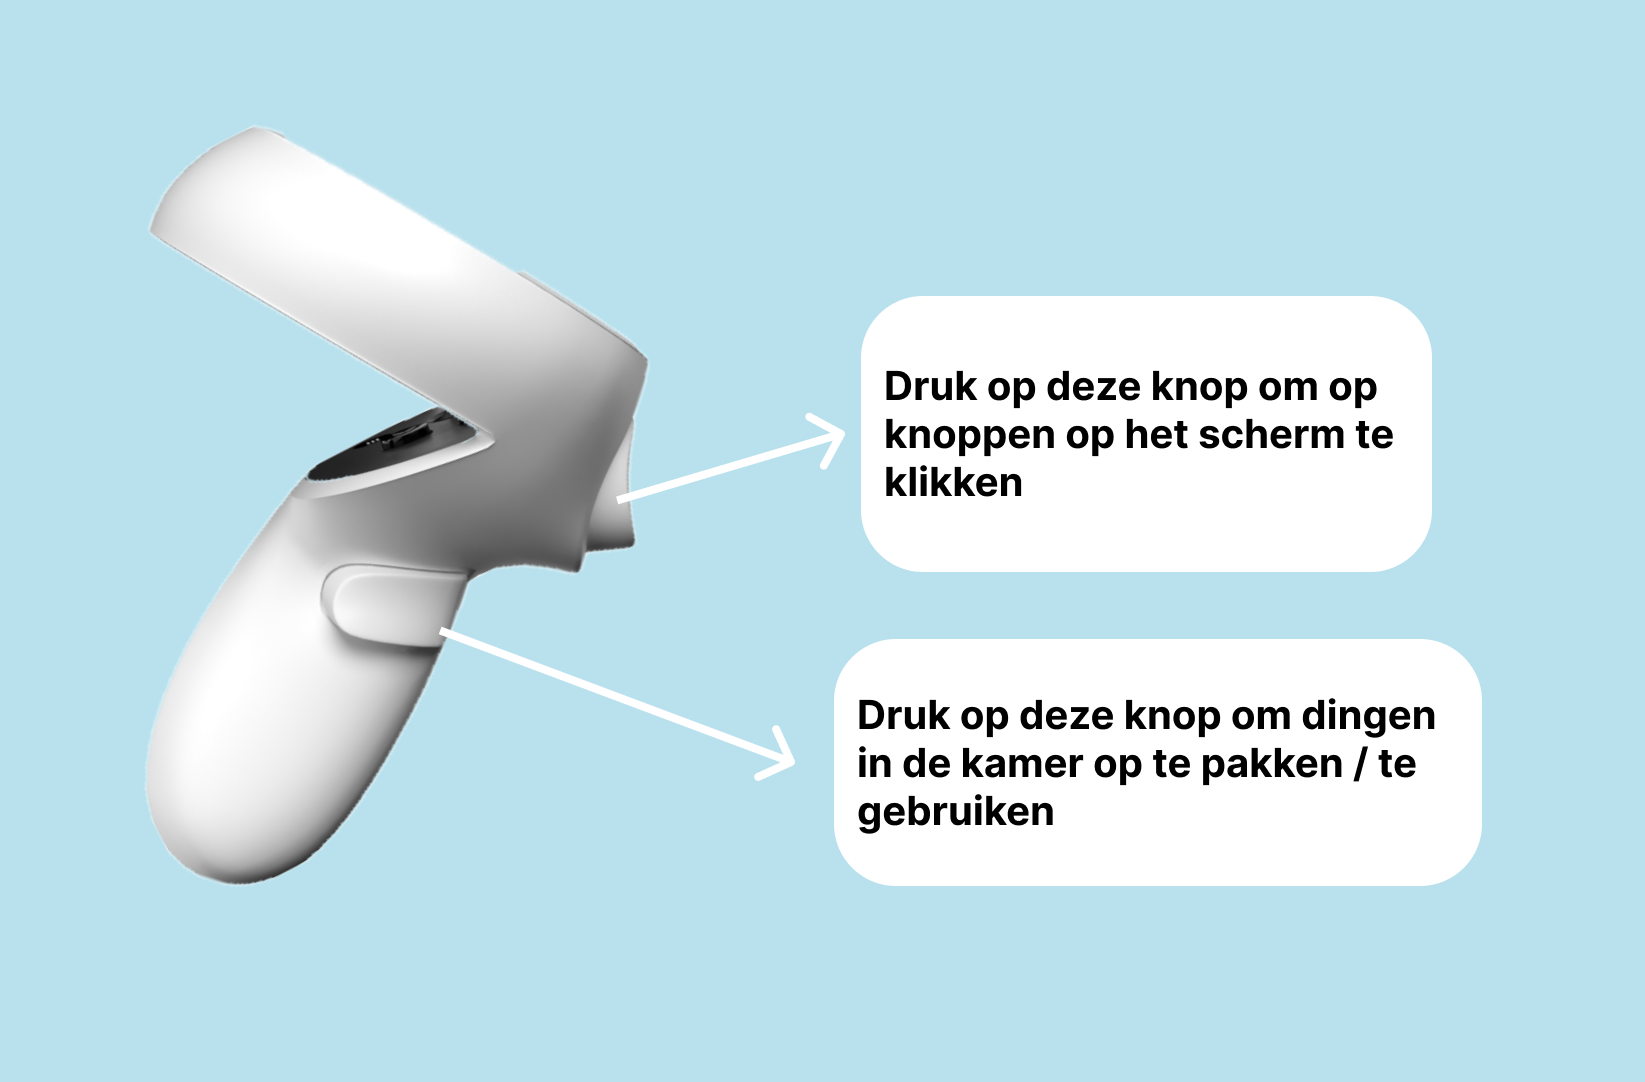 Druk op deze knop om op
knoppen op het scherm te
klikken
Druk op deze knop om dingen
in de kamer op te pakken / te
gebruiken